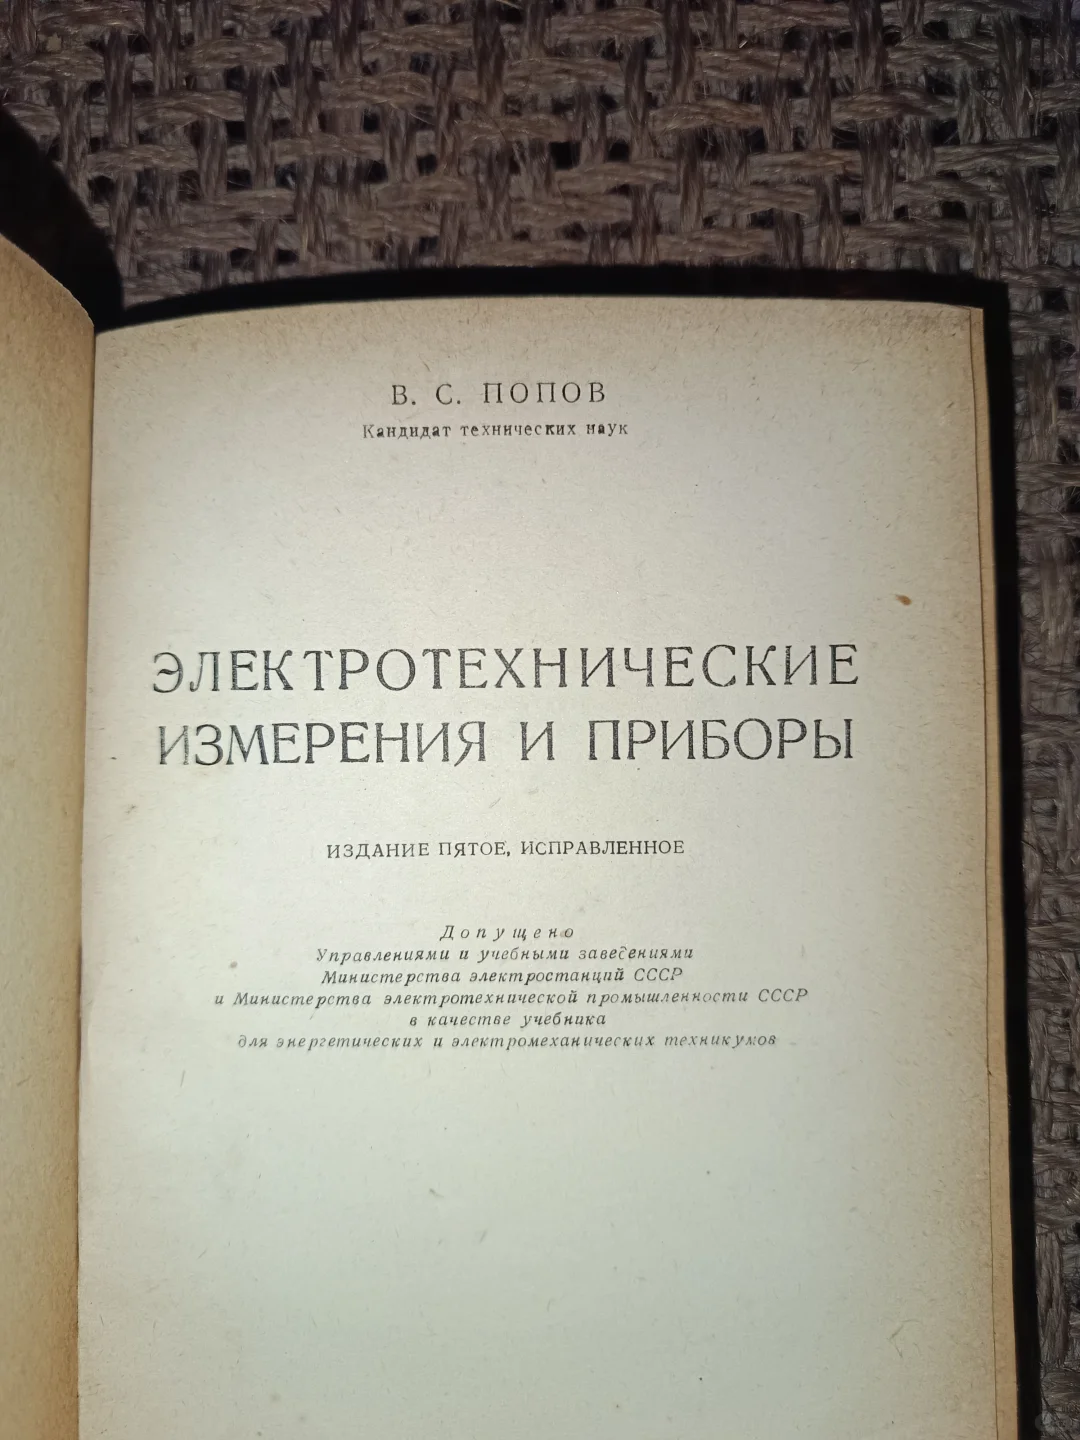 В. С. ПОПОВ
Кандидат технических наук
ЭЛЕКТРОТЕХНИЧЕСКИЕ
ИЗМЕРЕНИЯ И ПРИБОРЫ
ИЗДАНИЕ ПЯТОЕ, ИСПРАВЛЕННОЕ
Допущено
Управлениями и учебными заведениями
Министерства электростанций СССР
и Министерства электротехнической промышленности СССР
в качестве учебника
для энергетических и электромеханических техникумов